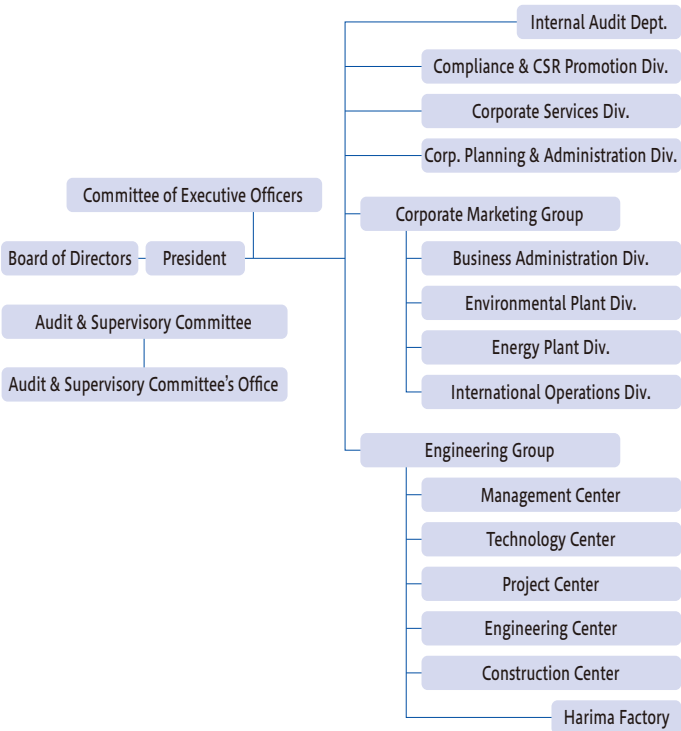 Internal Audit Dept.
Compliance & CSR Promotion Div.
Corporate Services Div.
Corp. Planning & Administration Div.
Committee of Executive Officers
Corporate Marketing Group
Board of Directors
President
Business Administration Div.
Environmental Plant Div.
Audit & Supervisory Committee
Energy Plant Div.
Audit & Supervisory Committee's Office
International Operations Div.
Engineering Group
Management Center
Technology Center
Project Center
Engineering Center
Construction Center
Harima Factory